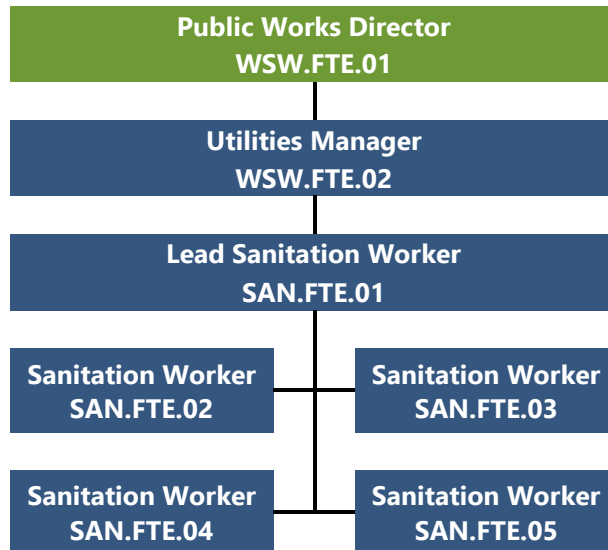 Public Works Director
WSW.FTE.01
Utilities Manager
WSW.FTE.02
Lead Sanitation Worker
SAN.FTE.01
Sanitation Worker
SAN.FTE.02
Sanitation Worker
SAN.FTE.03
Sanitation Worker
SAN.FTE.04
Sanitation Worker
SAN.FTE.05